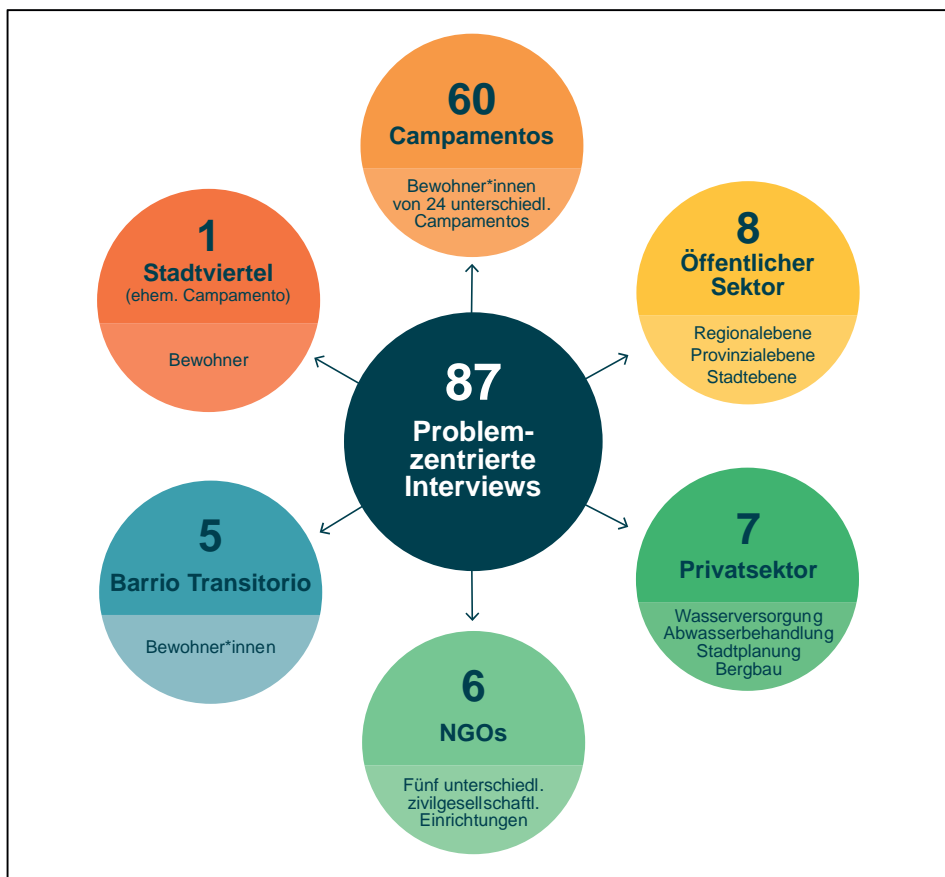 60
Campamentos
Bewohner*innen
von 24 unterschiedl.
Campamentos
1
Stadtviertel
(ehem. Campamento)
Bewohner
8
Öffentlicher
Sektor
Regionalebene
Provinzialebene
Stadtebene
87
Problem-
zentrierte
Interviews
5
Barrio Transitorio
Bewohner*innen
7
Privatsektor
Wasserversorgung
Abwasserbehandlung
Stadtplanung
Bergbau
6
NGOs
Fünf unterschiedl.
zivilgesellschaftl.
Einrichtungen